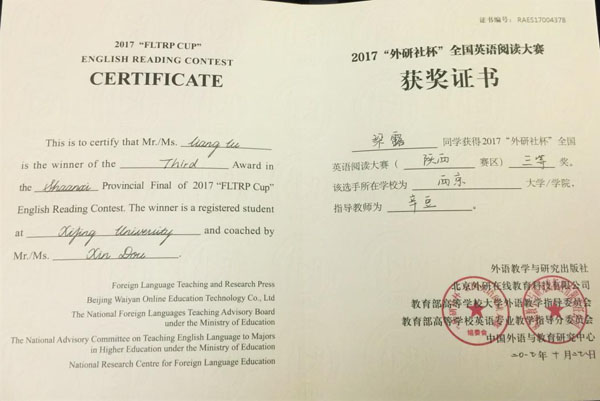 2017 “FLTRP CUP”
ENGLISH READING CONTEST
CERTIFICATE
This is to certify that Mr./Ms. Liang Lu
is the winner of the Third Award in
the Shaanxi Provincial Final of 2017 “FLTRP Cup”
English Reading Contest. The winner is a registered student
at Xijing University and coached by
Mr./Ms. Xin Dou.
Foreign Language Teaching and Research Press
Beijing Waiyan Online Education Technology Co., Ltd
The National Foreign Languages Teaching Advisory Board
under the Ministry of Education
The National Advisory Committee on Teaching English Language to Majors
in Higher Education under the Ministry of Education
National Research Centre for Foreign Language Education
证书编号: RAES17004378
2017 “外研社杯” 全国英语阅读大赛
获奖证书
梁露 同学获得2017 “外研社杯” 全国
英语阅读大赛 ( 陕西 赛区) 三等 奖。
该选手所在学校为 西京 大学/学院,
指导教师为 辛豆 。
外语教学与研究出版社
北京外研在线教育科技有限公司
教育部高等学校大学外语教学指导委员会
教育部高等学校英语专业教学指导分委员会
中国外语与教育研究中心
组委会